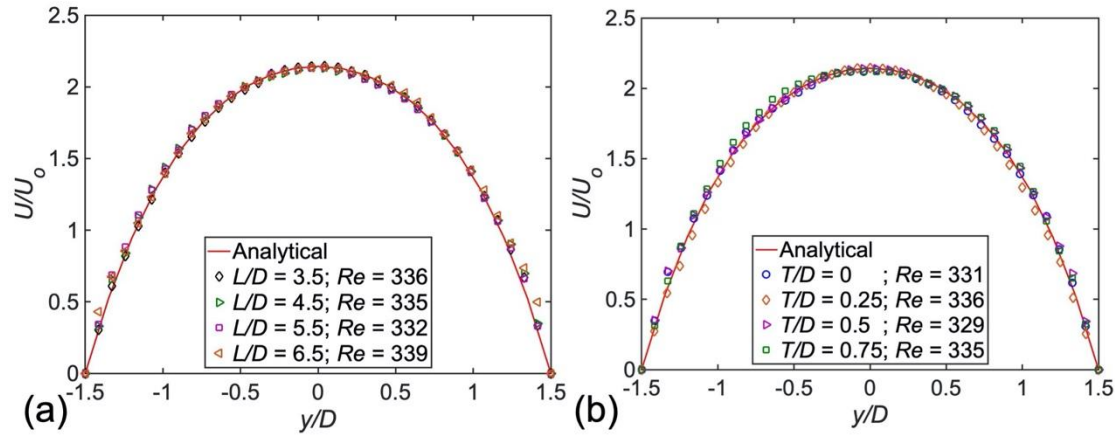 2.5
2
1.5
1
0.5
0
U/U_o
Analytical
L/D = 3.5; Re = 336
L/D = 4.5; Re = 335
L/D = 5.5; Re = 332
L/D = 6.5; Re = 339
-1.5 -1 -0.5 0 0.5 1 1.5
y/D
(a)
2.5
2
1.5
1
0.5
0
U/U_o
Analytical
T/D = 0 ; Re = 331
T/D = 0.25; Re = 336
T/D = 0.5 ; Re = 329
T/D = 0.75; Re = 335
-1.5 -1 -0.5 0 0.5 1 1.5
y/D
(b)